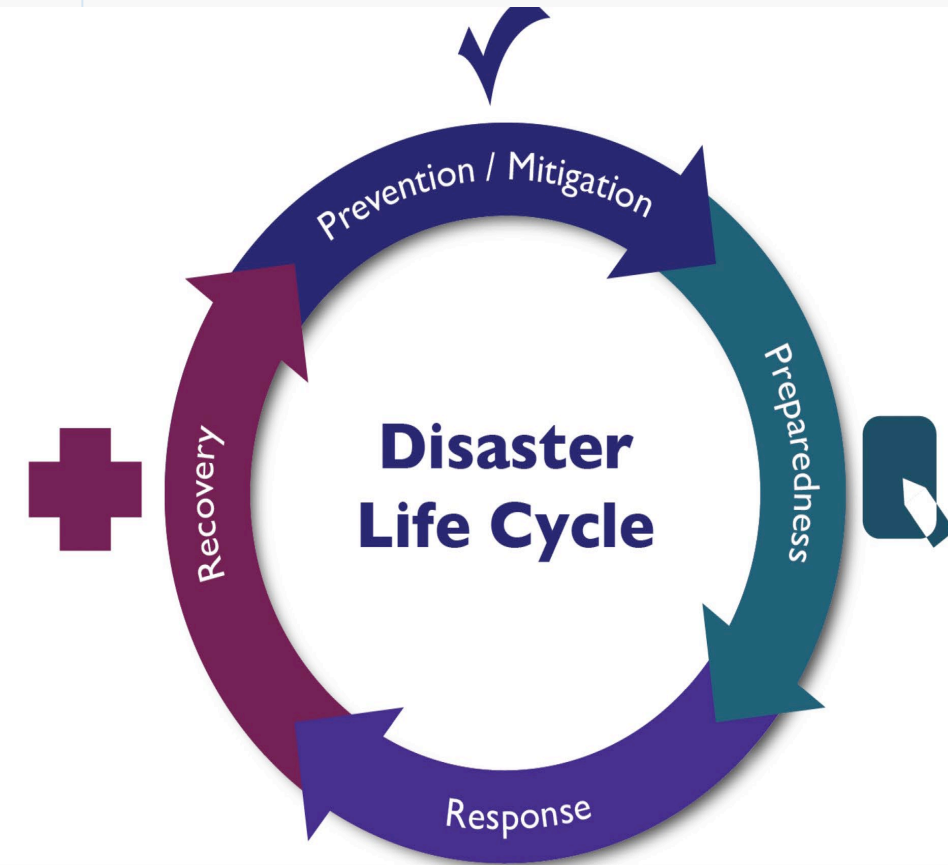 Prevention / Mitigation
Preparedness
Disaster
Life Cycle
Recovery
Response